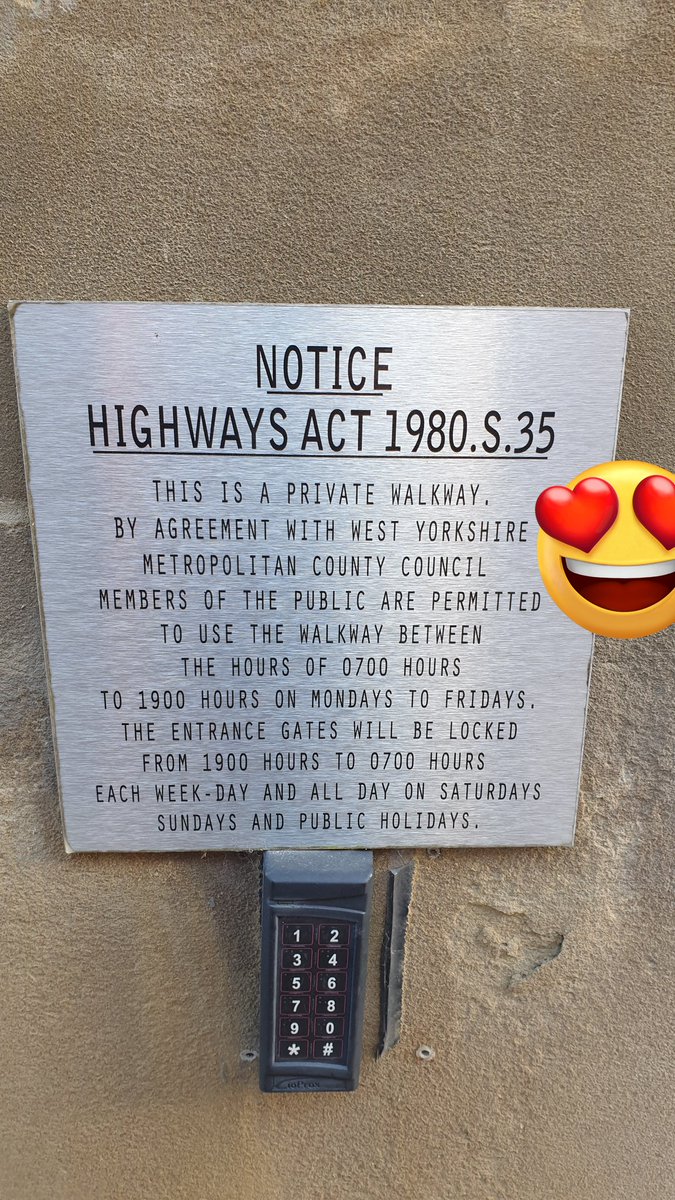 NOTICE
HIGHWAYS ACT 1980.S.35
THIS IS A PRIVATE WALKWAY.
BY AGREEMENT WITH WEST YORKSHIRE
METROPOLITAN COUNTY COUNCIL
MEMBERS OF THE PUBLIC ARE PERMITTED
TO USE THE WALKWAY BETWEEN
THE HOURS OF 0700 HOURS
TO 1900 HOURS ON MONDAYS TO FRIDAYS.
THE ENTRANCE GATES WILL BE LOCKED
FROM 1900 HOURS TO 0700 HOURS
EACH WEEK-DAY AND ALL DAY ON SATURDAYS
SUNDAYS AND PUBLIC HOLIDAYS.
1 2
3 4
5 6
7 8
9 0
* #
ioProx